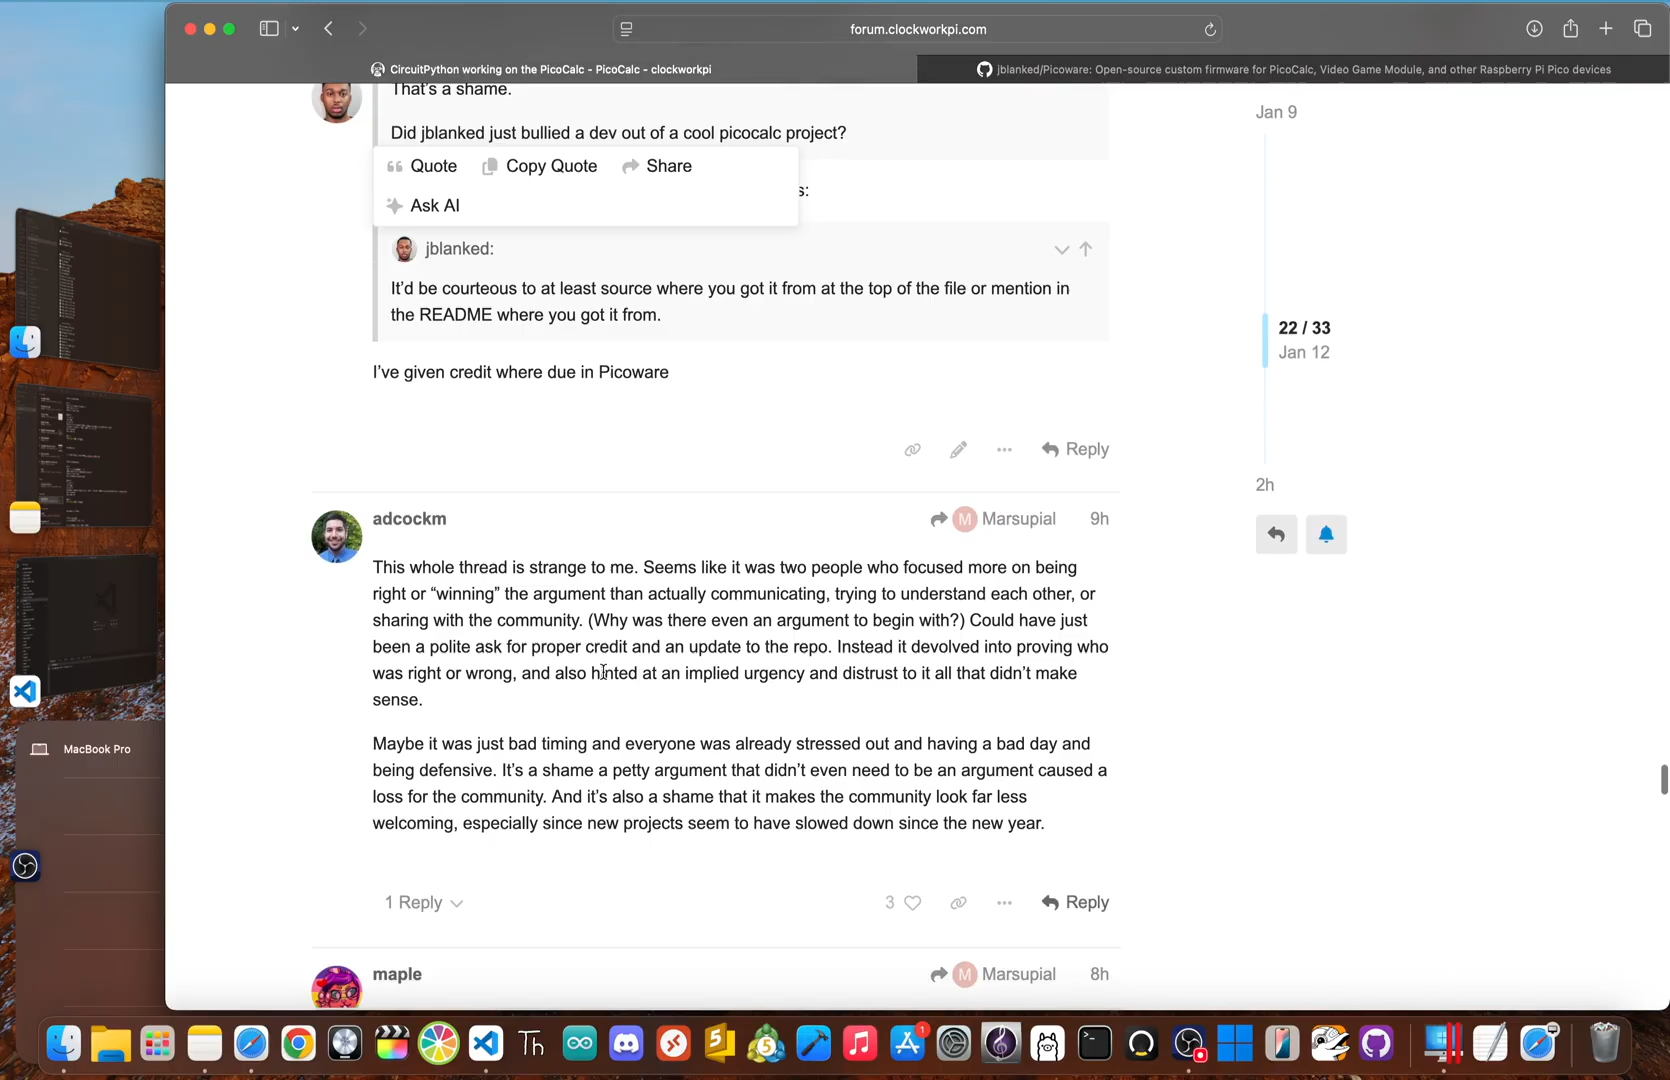 forum.clockworkpi.com
CircuitPython working on the PicoCalc - PicoCalc - clockworkpi
jblanked/Picoware: Open-source custom firmware for PicoCalc, Video Game Module, and other Raspberry Pi Pico devices
That's a shame.
Did jblanked just bullied a dev out of a cool picocalc project?
Quote
Copy Quote
Share
s:
Ask AI
jblanked:
It'd be courteous to at least source where you got it from at the top of the file or mention in
the README where you got it from.
I've given credit where due in Picoware
Reply
Jan 9
22 / 33
Jan 12
2h
adcockm
M Marsupial
9h
This whole thread is strange to me. Seems like it was two people who focused more on being
right or “winning” the argument than actually communicating, trying to understand each other, or
sharing with the community. (Why was there even an argument to begin with?) Could have just
been a polite ask for proper credit and an update to the repo. Instead it devolved into proving who
was right or wrong, and also hinted at an implied urgency and distrust to it all that didn't make
sense.
Maybe it was just bad timing and everyone was already stressed out and having a bad day and
being defensive. It's a shame a petty argument that didn't even need to be an argument caused a
loss for the community. And it's also a shame that it makes the community look far less
welcoming, especially since new projects seem to have slowed down since the new year.
1 Reply
3
Reply
maple
M Marsupial
8h
MacBook Pro
Th
5
5
1